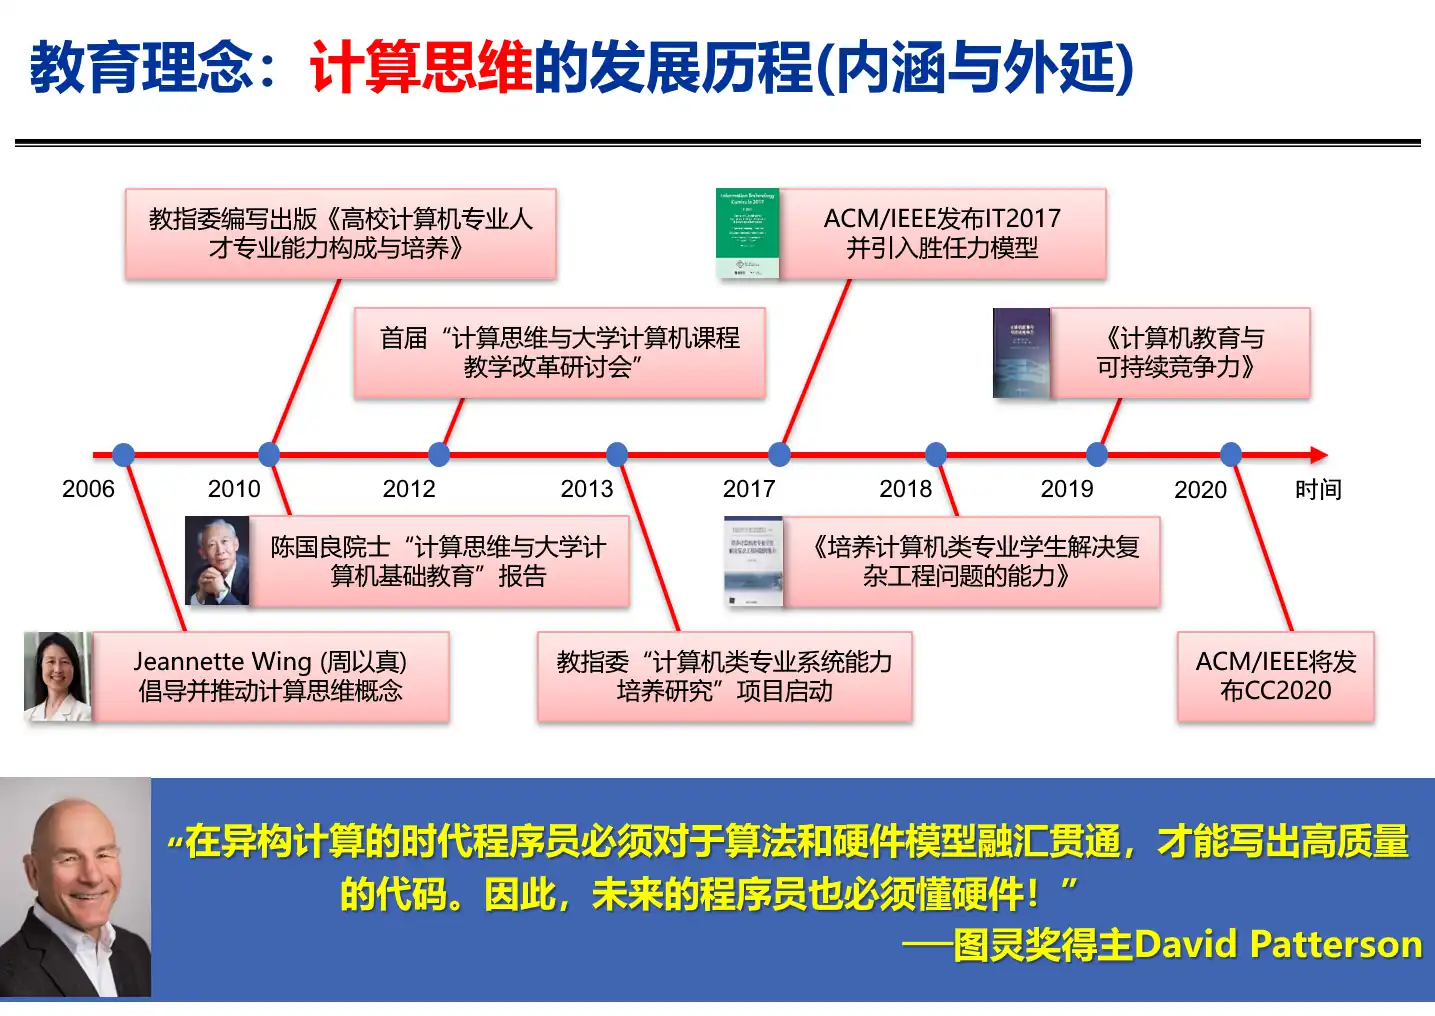 教育理念：计算思维的发展历程(内涵与外延)
教指委编写出版《高校计算机专业人
才专业能力构成与培养》
ACM/IEEE发布IT2017
并引入胜任力模型
首届“计算思维与大学计算机课程
教学改革研讨会”
《计算机教育与
可持续竞争力》
2006
2010
2012
2013
2017
2018
2019
2020
时间
陈国良院士“计算思维与大学计
算机基础教育”报告
《培养计算机类专业学生解决复
杂工程问题的能力》
Jeannette Wing (周以真)
倡导并推动计算思维概念
教指委“计算机类专业系统能力
培养研究”项目启动
ACM/IEEE将发
布CC2020
“在异构计算的时代程序员必须对于算法和硬件模型融汇贯通，才能写出高质量
的代码。因此，未来的程序员也必须懂硬件！”
──图灵奖得主David Patterson